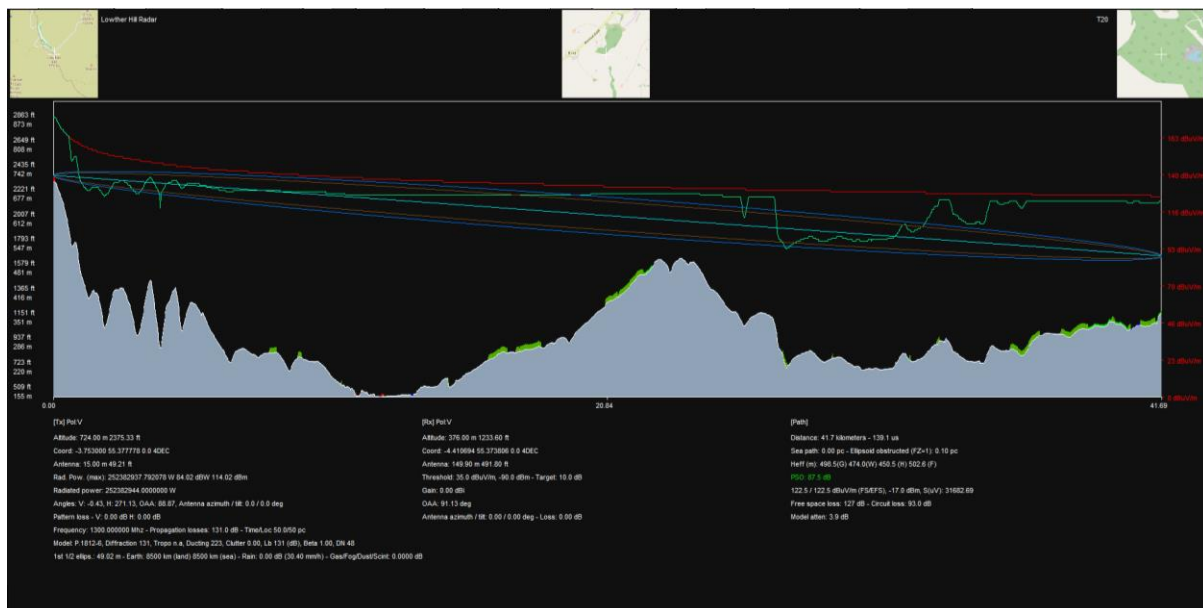 Lowther Hill Radar
T20
2863 ft
873 m
2649 ft
808 m
2435 ft
742 m
2221 ft
677 m
2007 ft
612 m
1793 ft
547 m
1579 ft
481 m
1365 ft
416 m
1151 ft
351 m
937 ft
286 m
723 ft
220 m
509 ft
155 m
140 dBuV/m
70 dBuV/m
0 dBuV/m
0.00
20.84
41.69
[Tx] Pol:V
Altitude: 724.00 m 2375.33 ft
Coord: -3.753000 55.377778 0.0 4DEC
Antenna: 15.00 m 49.21 ft
Rad. Pow. (max): 252382937.792078 W 84.02 dBW 114.02 dBm
Radiated power: 252382944.0000000 W
Angles: V: -0.43, H: 271.13, OAA: 88.87, Antenna azimuth / tilt: 0.0 / 0.0 deg
Pattern loss - V: 0.00 dB H: 0.00 dB
Frequency: 1300.000000 Mhz - Propagation losses: 131.0 dB - Time/Loc 50.0/50 pc
Model: P.1812-6, Diffraction 131, Tropo n.a, Ducting 223, Clutter 0.00, Lb 131 (dB), Beta 1.00, DN 48
1st 1/2 ellips.: 49.02 m - Earth: 8500 km (land) 8500 km (sea) - Rain: 0.00 dB (30.40 mm/h) - Gas/Fog/Dust/Scint: 0.0000 dB
[Rx] Pol:V
Altitude: 376.00 m 1233.60 ft
Coord: -4.410694 55.373806 0.0 4DEC
Antenna: 149.90 m 491.80 ft
Threshold: 35.0 dBuV/m, -90.0 dBm - Target: 10.0 dB
Gain: 0.00 dBi
OAA: 91.13 deg
Antenna azimuth / tilt: 0.00 / 0.00 deg - Loss: 0.00 dB
[Path]
Distance: 41.7 kilometers - 139.1 us
Sea path: 0.00 pc - Ellipsoid obstructed (FZ=1): 0.10 pc
Heff (m): 498.5(G) 474.0(W) 450.5 (H) 502.6 (F)
PSO: 87.5 dB
122.5 / 122.5 dBuV/m (FS/EFS), -17.0 dBm, S(uV): 31682.69
Free space loss: 127 dB - Circuit loss: 93.0 dB
Model atten: 3.9 dB